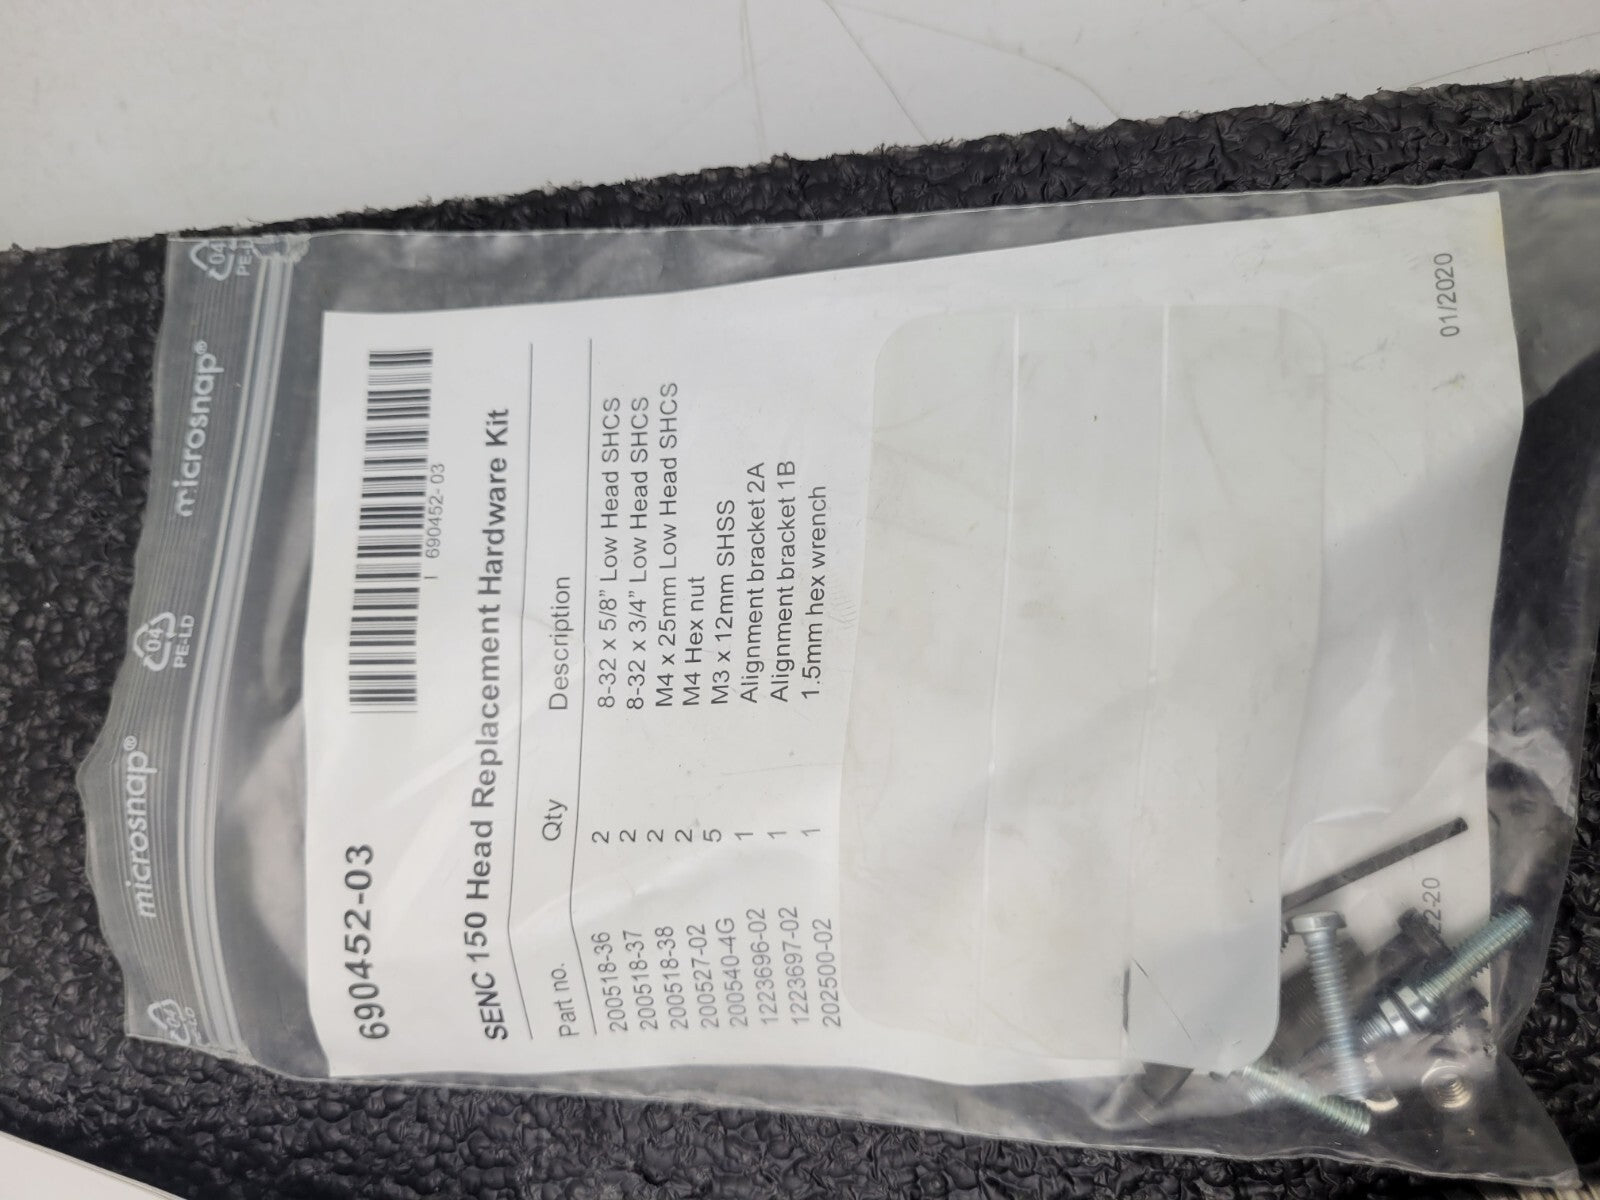 microsnap®
04
PE-LD
microsnap®
04
PE-LD
04
690452-03
I 690452- 03
SENC 150 Head Replacement Hardware Kit
Part no. Qty Description
200518-36 2 8-32 x 5/8" Low Head SHCS
200518-37 2 8-32 x 3/4" Low Head SHCS
200518-38 2 M4 x 25mm Low Head SHCS
200527-02 2 M4 Hex nut
200540-4G 5 M3 x 12mm SHSS
1223696-02 1 Alignment bracket 2A
1223697-02 1 Alignment bracket 1B
202500-02 1 1.5mm hex wrench
22-20
01/2020